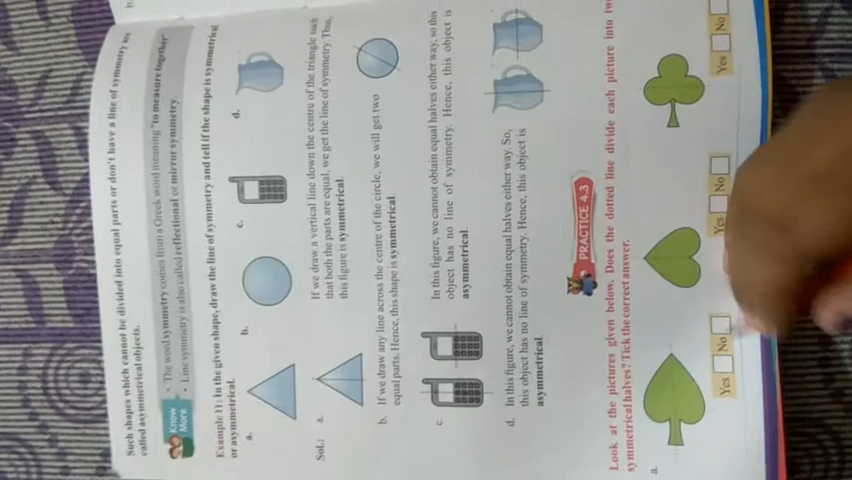 Such shapes which cannot be divided into equal parts or don't have a line of symmetry are
called asymmetrical objects.
Know
More
• The word symmetry comes from a Greek word meaning "to measure together"
• Line symmetry is also called reflectional or mirror symmetry.
Example 11: In the given shape, draw the line of symmetry and tell if the shape is symmetrical
or asymmetrical.
a.
b.
c.
d.
Sol.: a.
If we draw a vertical line down the centre of the triangle such
that both the parts are equal, we get the line of symmetry. Thus,
this figure is symmetrical.
b. If we draw any line across the centre of the circle, we will get two
equal parts. Hence, this shape is symmetrical.
c.
In this figure, we cannot obtain equal halves either way, so this
object has no line of symmetry. Hence, this object is
asymmetrical.
d. In this figure, we cannot obtain equal halves either way. So,
this object has no line of symmetry. Hence, this object is
asymmetrical.
PRACTICE 4.3
Look at the pictures given below. Does the dotted line divide each picture into two
symmetrical halves? Tick the correct answer.
a.
Yes No
Yes No
Yes No